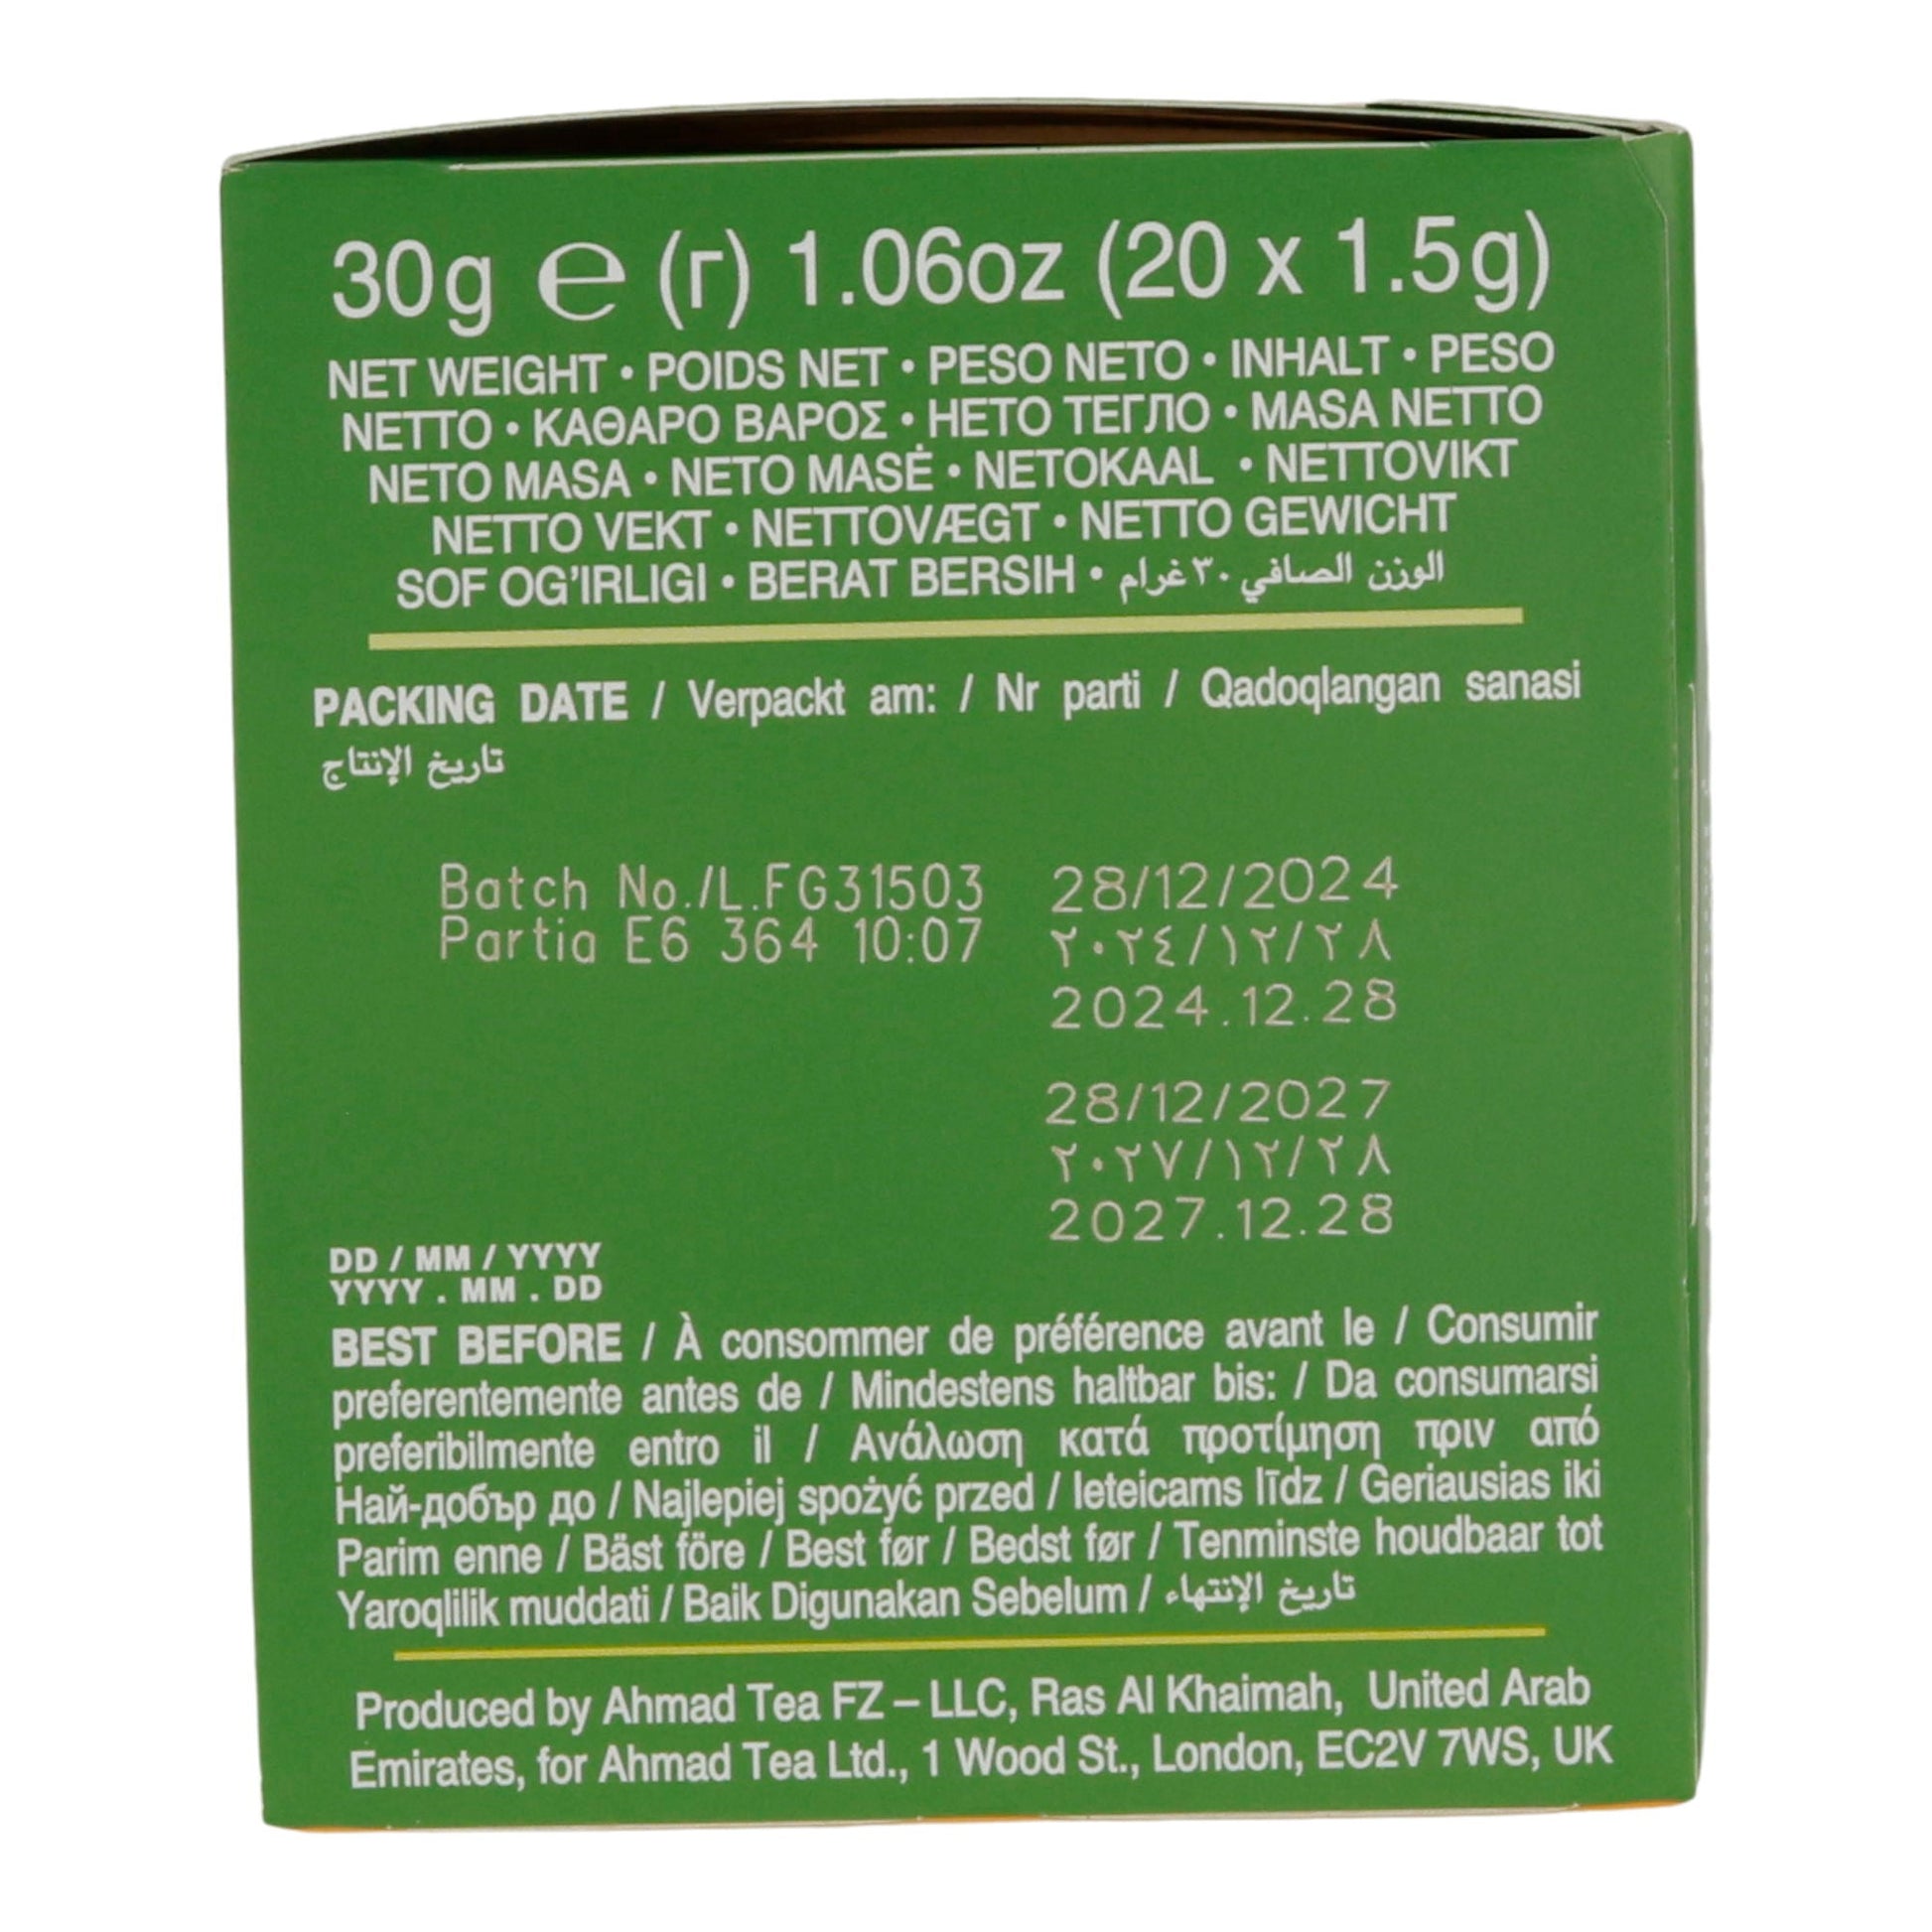 30g ℮ (г) 1.06oz (20 x 1.5g)
NET WEIGHT • POIDS NET • PESO NETO • INHALT • PESO
NETTO • ΚΑΘΑΡΟ ΒΑΡΟΣ • НЕТО ТЕГЛО • MASA NETTO
NETO MASA • NETO MASĖ • NETOKAAL • NETTOVIKT
NETTO VEKT • NETTOVÆGT • NETTO GEWICHT
SOF OG'IRLIGI • BERAT BERSIH • الوزن الصافي ٣٠ غرام
PACKING DATE / Verpackt am: / Nr parti / Qadoqlangan sanasi
تاريخ الإنتاج
Batch No./L.FG31503 28/12/2024
Partia E6 364 10:07 ٢٠٢٤/١٢/٢٨
2024.12.28
28/12/2027
٢٠٢٧/١٢/٢٨
2027.12.28
DD / MM / YYYY
YYYY . MM . DD
BEST BEFORE / À consommer de préférence avant le / Consumir
preferentemente antes de / Mindestens haltbar bis: / Da consumarsi
preferibilmente entro il / Ανάλωση κατά προτίμηση πριν από
Най-добър до / Najlepiej spożyć przed / Ieteicams līdz / Geriausias iki
Parim enne / Bäst före / Best før / Bedst før / Tenminste houdbaar tot
Yaroqlilik muddati / Baik Digunakan Sebelum / تاريخ الإنتهاء
Produced by Ahmad Tea FZ – LLC, Ras Al Khaimah, United Arab
Emirates, for Ahmad Tea Ltd., 1 Wood St., London, EC2V 7WS, UK